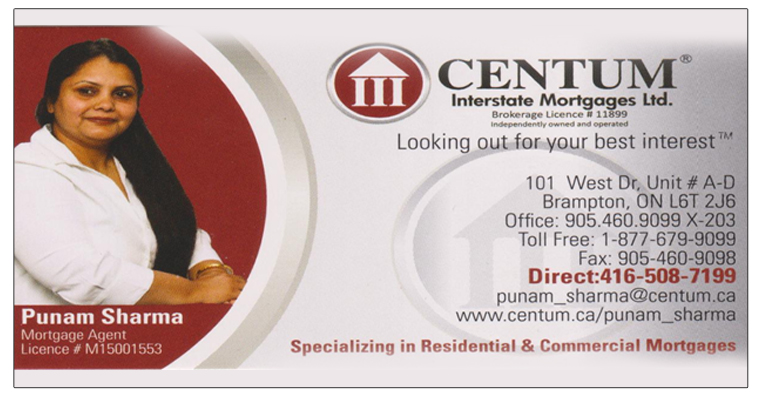 CENTUM®
Interstate Mortgages Ltd.
Brokerage Licence # 11899
Independently owned and operated
Looking out for your best interest™
101 West Dr, Unit # A-D
Brampton, ON L6T 2J6
Office: 905.460.9099 X-203
Toll Free: 1-877-679-9099
Fax: 905-460-9098
Direct:416-508-7199
punam_sharma@centum.ca
www.centum.ca/punam_sharma
Punam Sharma
Mortgage Agent
Licence # M15001553
Specializing in Residential & Commercial Mortgages